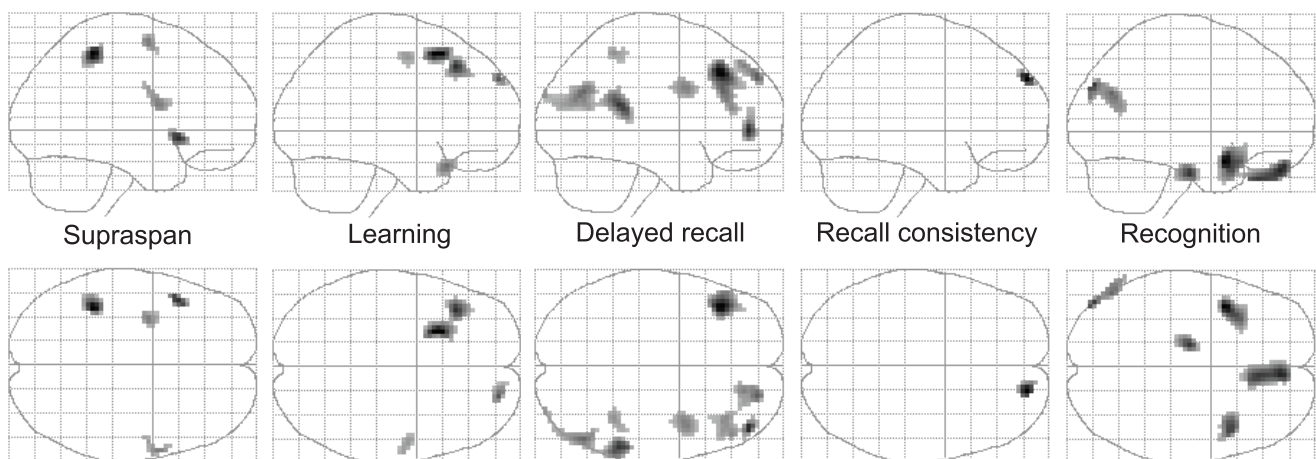 Supraspan
Learning
Delayed recall
Recall consistency
Recognition